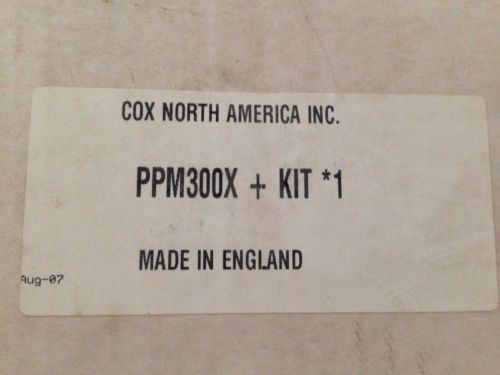 COX NORTH AMERICA INC.
PPM300X + KIT *1
MADE IN ENGLAND
Aug-07